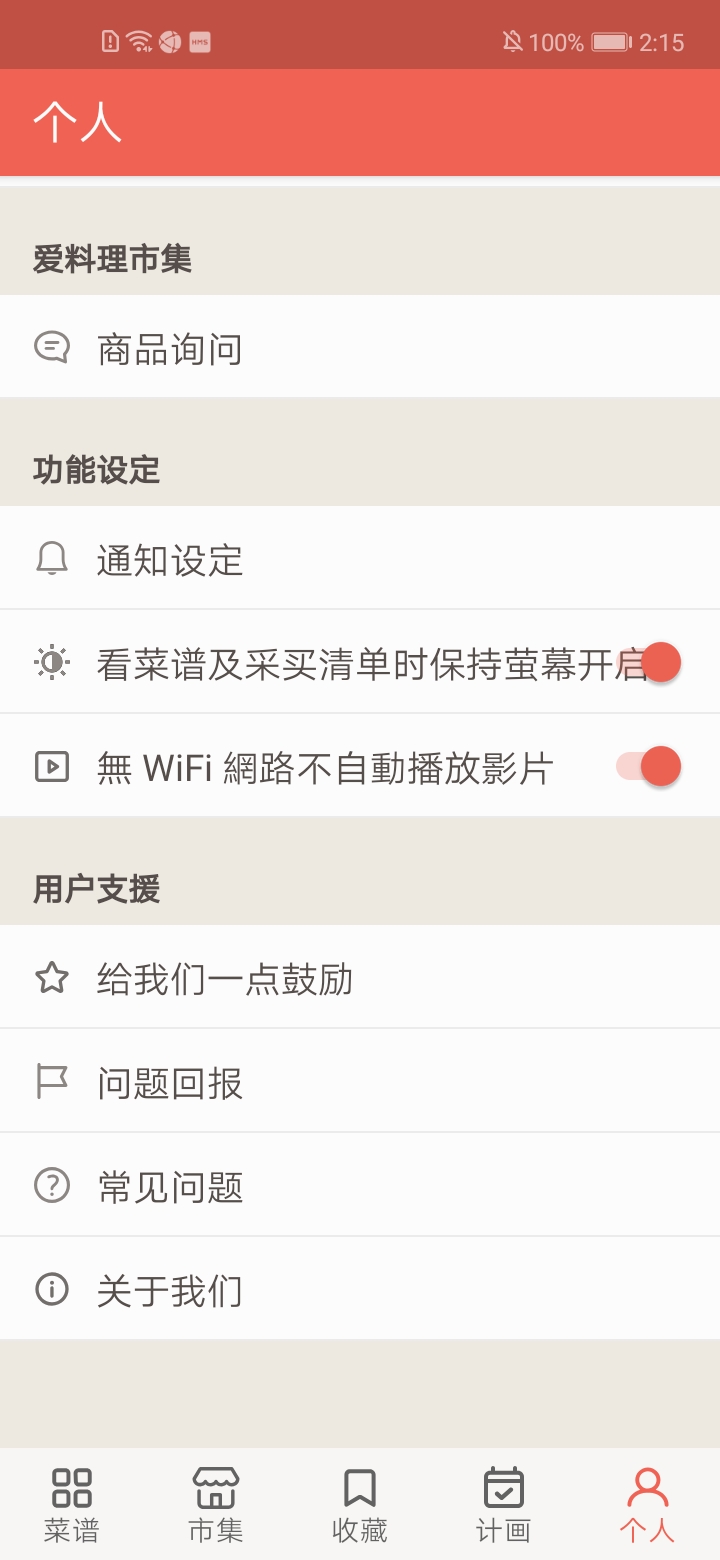 HMS 100% 2:15
个人
爱料理市集
商品询问
功能设定
通知设定
看菜谱及采买清单时保持萤幕开启
無 WiFi 網路不自動播放影片
用户支援
给我们一点鼓励
问题回报
常见问题
关于我们
菜谱 市集 收藏 计画 个人